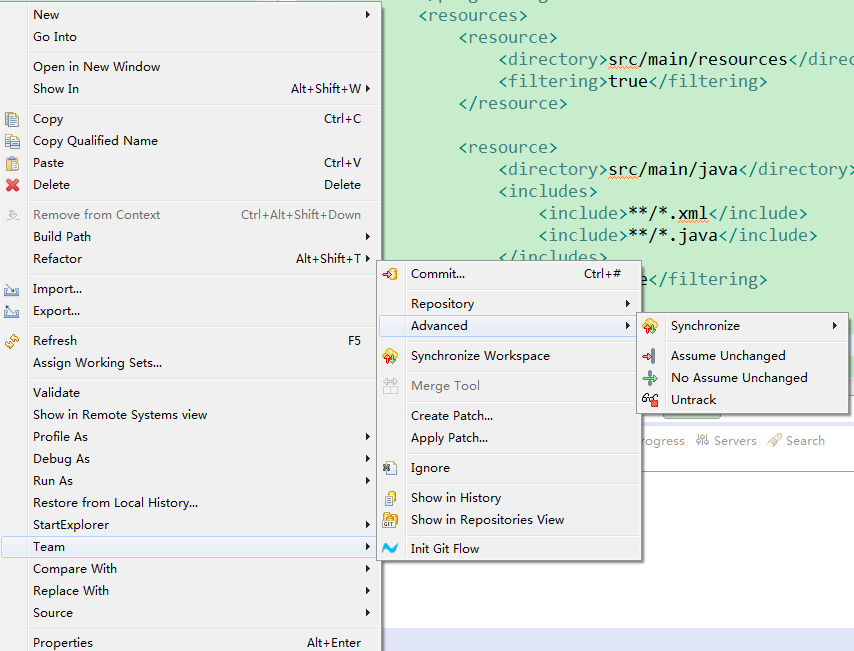 <resources>
<resource>
<directory>src/main/resources</direc
<filtering>true</filtering>
</resource>
<resource>
<directory>src/main/java</directory>
<includes>
<include>**/*.xml</include>
<include>**/*.java</include>
</includes>
e</filtering>
New
Go Into
Open in New Window
Show In Alt+Shift+W
Copy Ctrl+C
Copy Qualified Name
Paste Ctrl+V
Delete Delete
Remove from Context Ctrl+Alt+Shift+Down
Build Path
Refactor Alt+Shift+T
Import...
Export...
Refresh F5
Assign Working Sets...
Validate
Show in Remote Systems view
Profile As
Debug As
Run As
Restore from Local History...
StartExplorer
Team
Compare With
Replace With
Source
Properties Alt+Enter
Commit... Ctrl+#
Repository
Advanced
Synchronize Workspace
Merge Tool
Create Patch...
Apply Patch...
Ignore
Show in History
GIT Show in Repositories View
Init Git Flow
Synchronize
Assume Unchanged
No Assume Unchanged
Untrack
rogress Servers Search